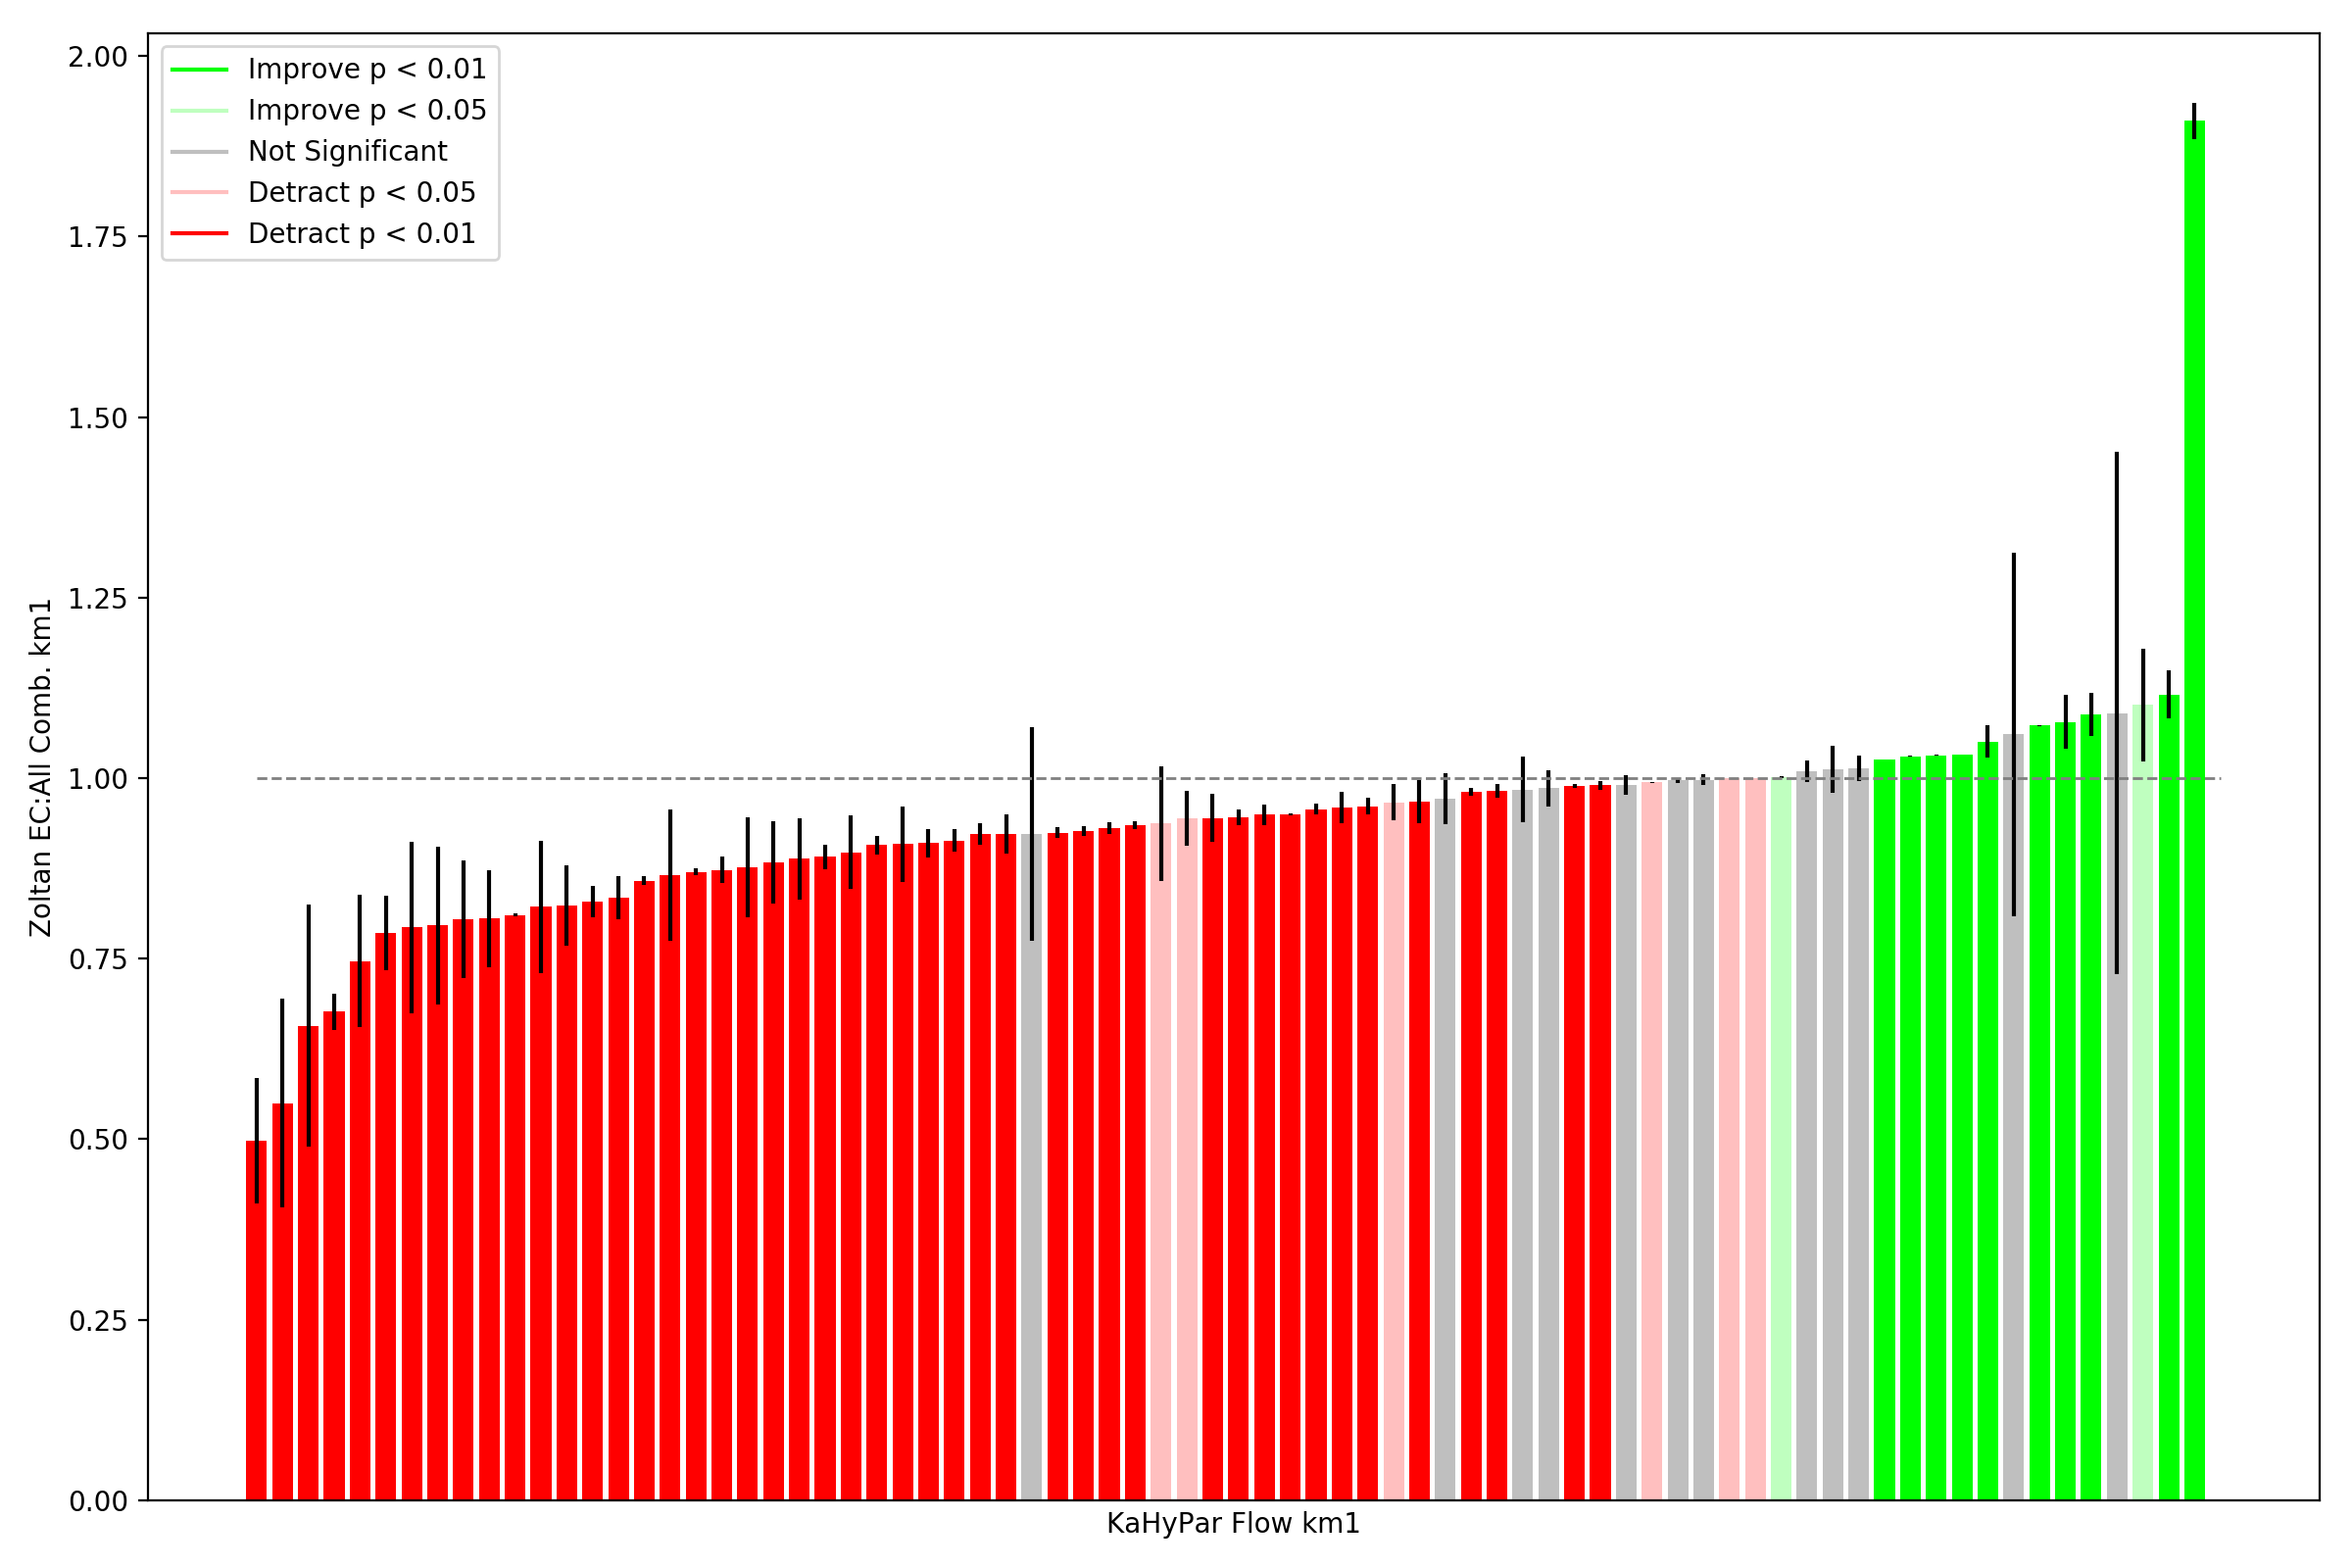 2.00
1.75
1.50
1.25
1.00
0.75
0.50
0.25
0.00
Zoltan EC:All Comb. km1
KaHyPar Flow km1
Improve p < 0.01
Improve p < 0.05
Not Significant
Detract p < 0.05
Detract p < 0.01